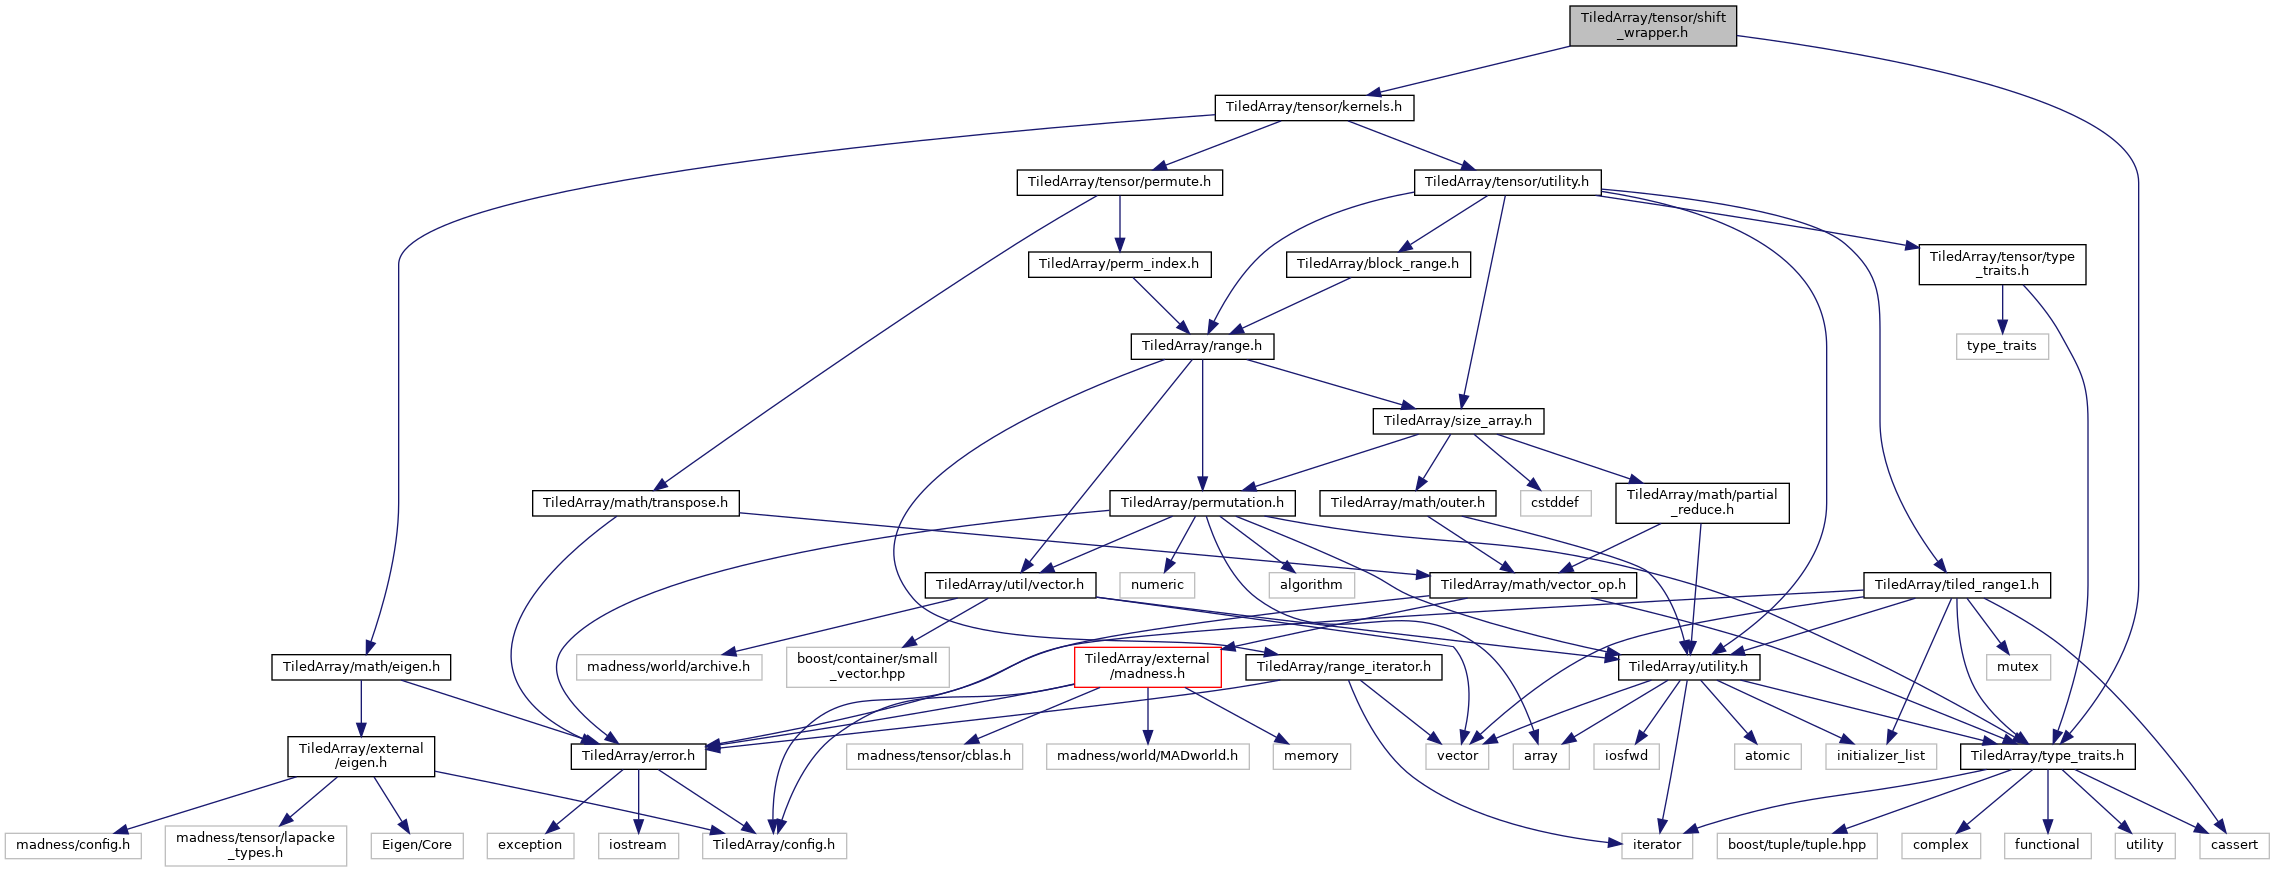 TiledArray/tensor/shift
_wrapper.h
TiledArray/tensor/kernels.h
TiledArray/tensor/permute.h
TiledArray/tensor/utility.h
TiledArray/tensor/type
_traits.h
TiledArray/perm_index.h
TiledArray/block_range.h
TiledArray/range.h
type_traits
TiledArray/size_array.h
TiledArray/math/transpose.h
TiledArray/permutation.h
TiledArray/math/outer.h
cstddef
TiledArray/math/partial
_reduce.h
TiledArray/util/vector.h
numeric
algorithm
TiledArray/math/vector_op.h
TiledArray/tiled_range1.h
TiledArray/math/eigen.h
madness/world/archive.h
boost/container/small
_vector.hpp
TiledArray/external
/madness.h
TiledArray/range_iterator.h
TiledArray/utility.h
mutex
TiledArray/external
/eigen.h
TiledArray/error.h
madness/tensor/cblas.h
madness/world/MADworld.h
memory
vector
array
iosfwd
atomic
initializer_list
TiledArray/type_traits.h
madness/config.h
madness/tensor/lapacke
_types.h
Eigen/Core
exception
iostream
TiledArray/config.h
iterator
boost/tuple/tuple.hpp
complex
functional
utility
cassert